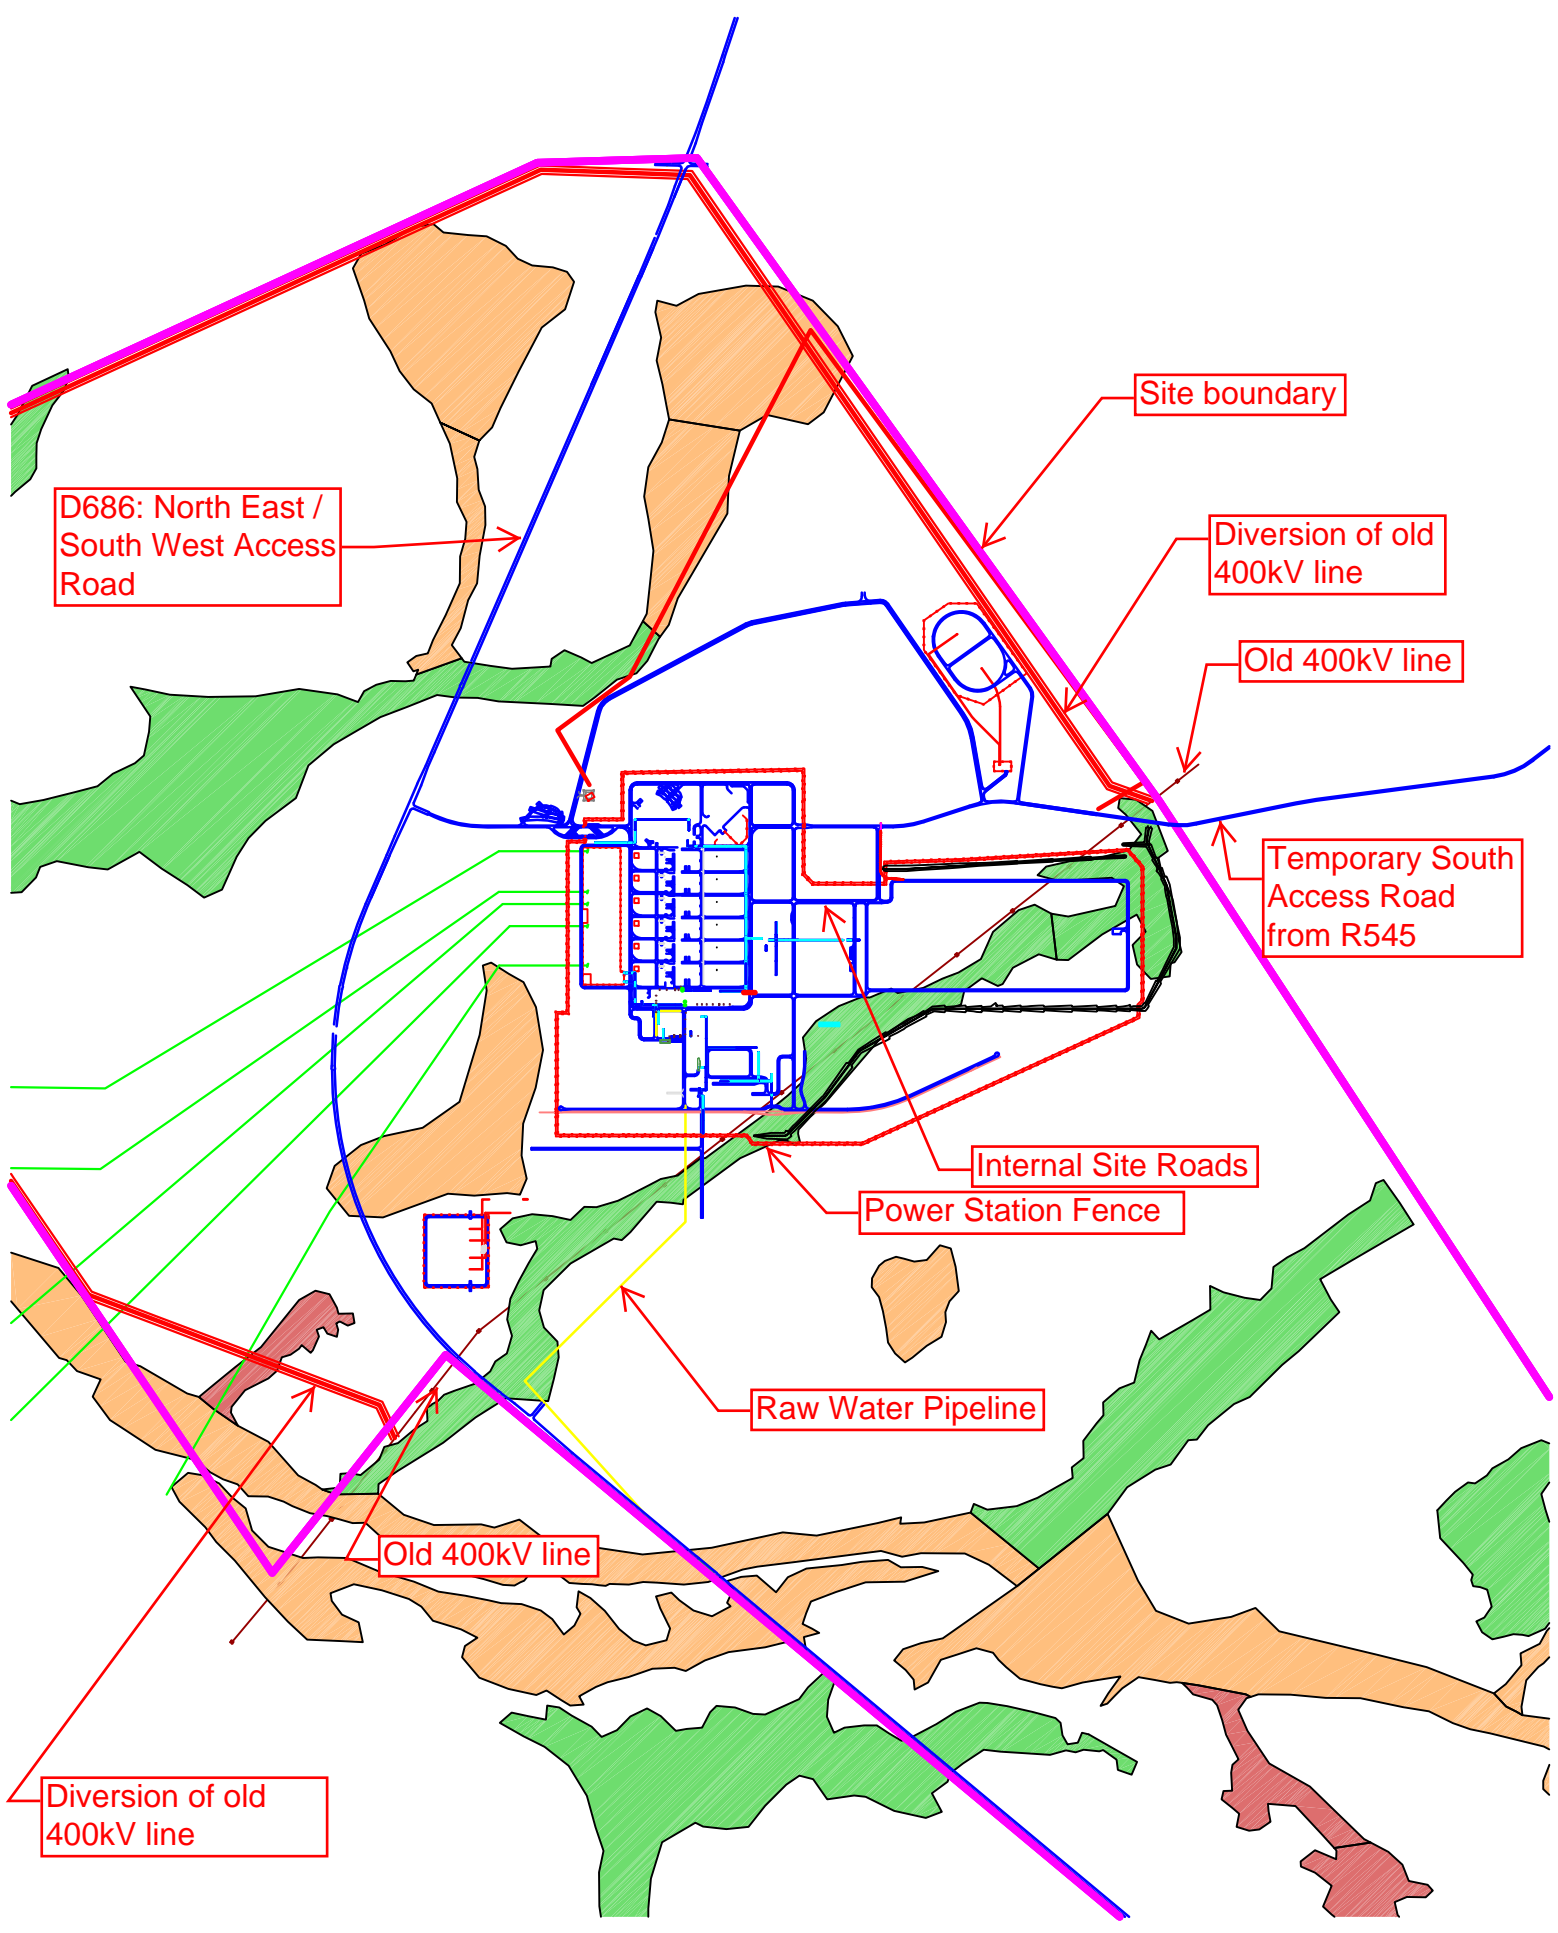 Site boundary
D686: North East /
South West Access
Road
Diversion of old
400kV line
Old 400kV line
Temporary South
Access Road
from R545
Internal Site Roads
Power Station Fence
Raw Water Pipeline
Old 400kV line
Diversion of old
400kV line